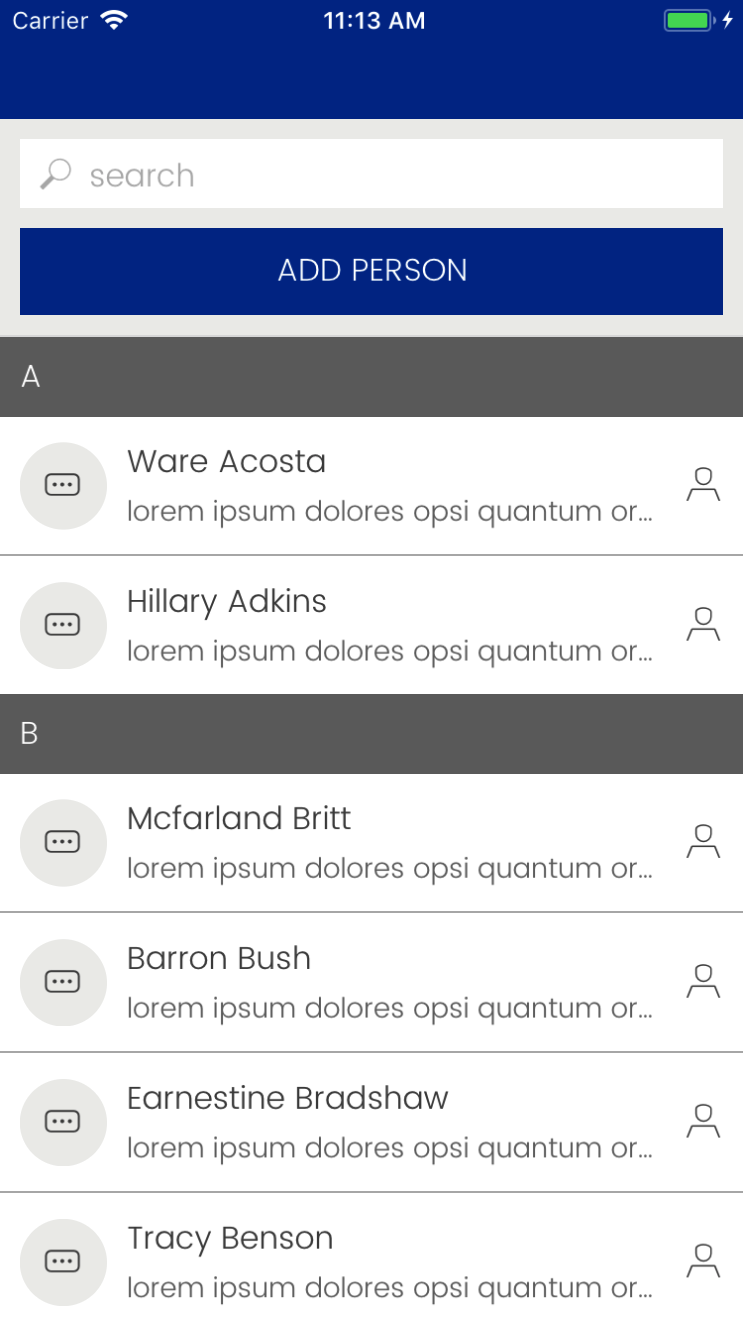 Carrier 11:13 AM
search
ADD PERSON
A
Ware Acosta
lorem ipsum dolores opsi quantum or...
Hillary Adkins
lorem ipsum dolores opsi quantum or...
B
Mcfarland Britt
lorem ipsum dolores opsi quantum or...
Barron Bush
lorem ipsum dolores opsi quantum or...
Earnestine Bradshaw
lorem ipsum dolores opsi quantum or...
Tracy Benson
lorem ipsum dolores opsi quantum or...